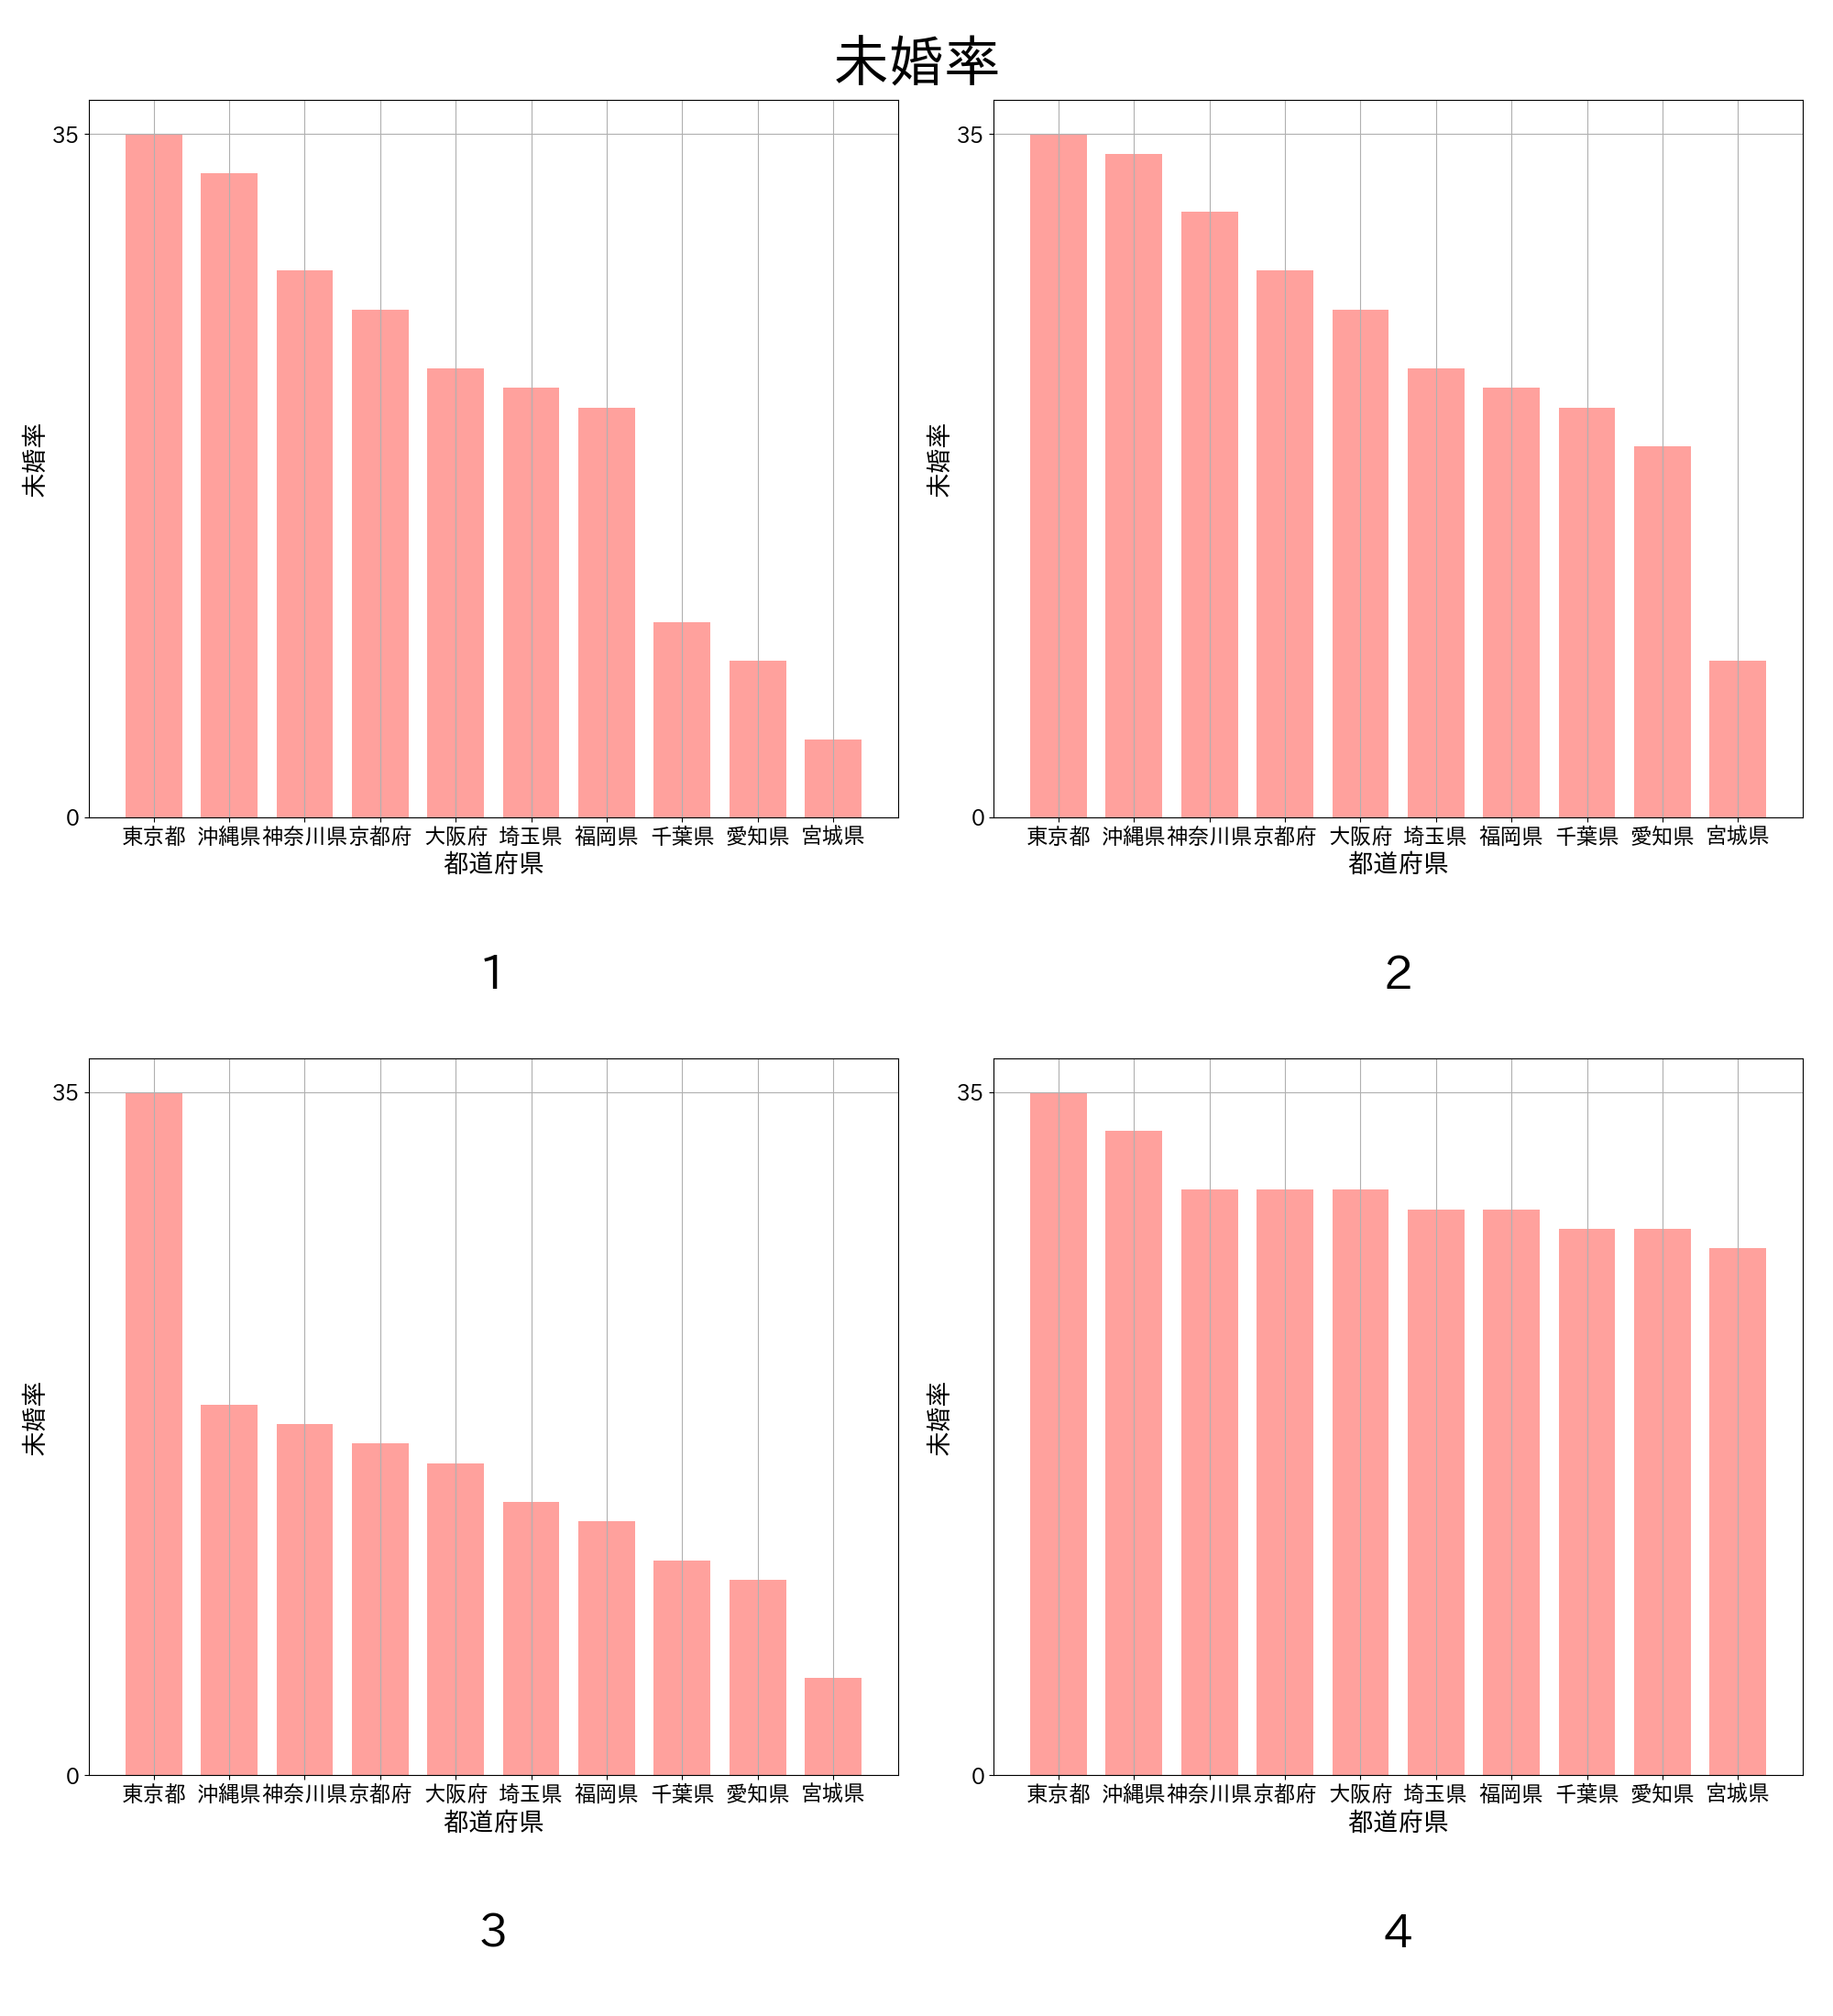 未婚率
35
0
未婚率
東京都 沖縄県 神奈川県 京都府 大阪府 埼玉県 福岡県 千葉県 愛知県 宮城県
都道府県
1
35
0
未婚率
東京都 沖縄県 神奈川県 京都府 大阪府 埼玉県 福岡県 千葉県 愛知県 宮城県
都道府県
2
35
0
未婚率
東京都 沖縄県 神奈川県 京都府 大阪府 埼玉県 福岡県 千葉県 愛知県 宮城県
都道府県
3
35
0
未婚率
東京都 沖縄県 神奈川県 京都府 大阪府 埼玉県 福岡県 千葉県 愛知県 宮城県
都道府県
4